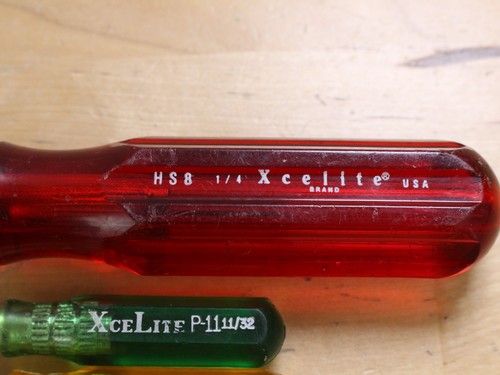 HS8 1/4 Xcelite® USA
BRAND
XCELITE P-11 11/32